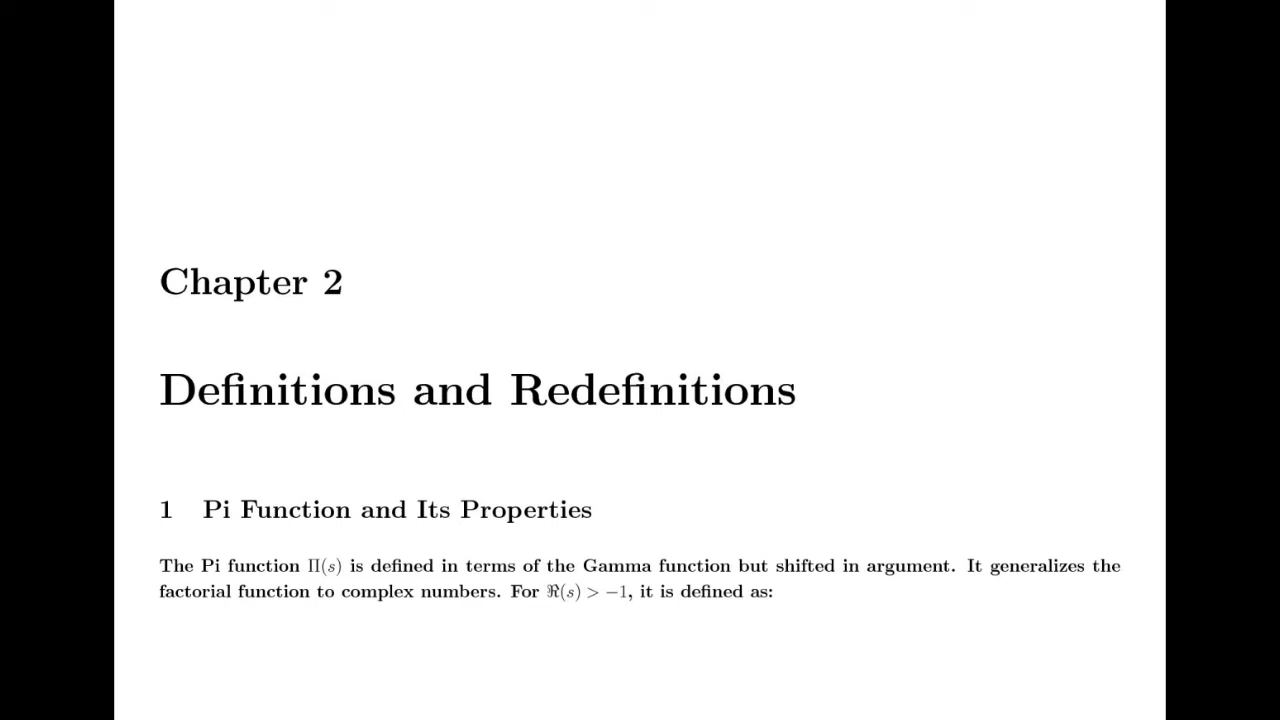 Chapter 2
Definitions and Redefinitions
1 Pi Function and Its Properties
The Pi function Π(s) is defined in terms of the Gamma function but shifted in argument. It generalizes the
factorial function to complex numbers. For ℜ(s) > −1, it is defined as: